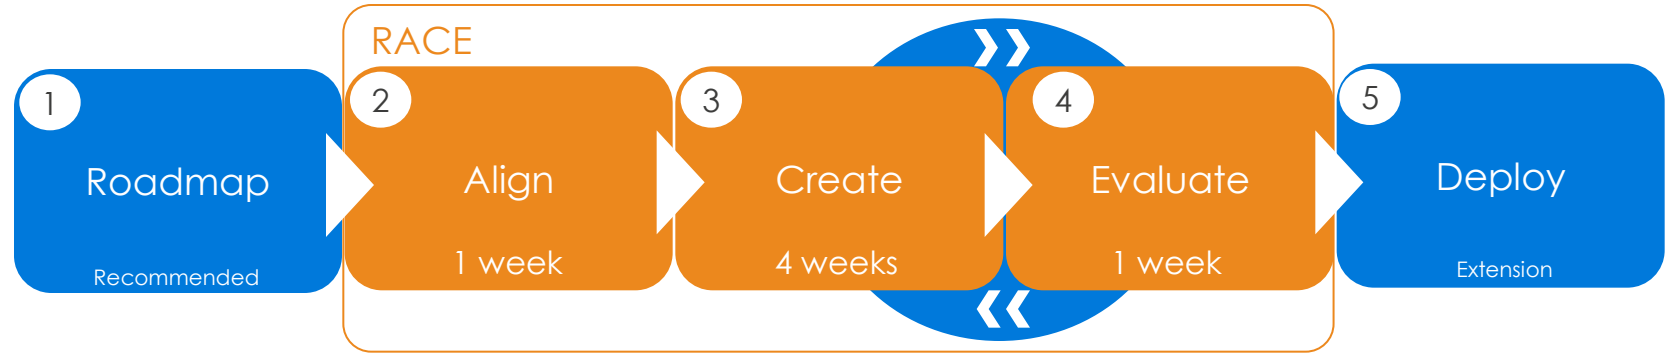 RACE
1
Roadmap
Recommended
2
Align
1 week
3
Create
4 weeks
4
Evaluate
1 week
5
Deploy
Extension